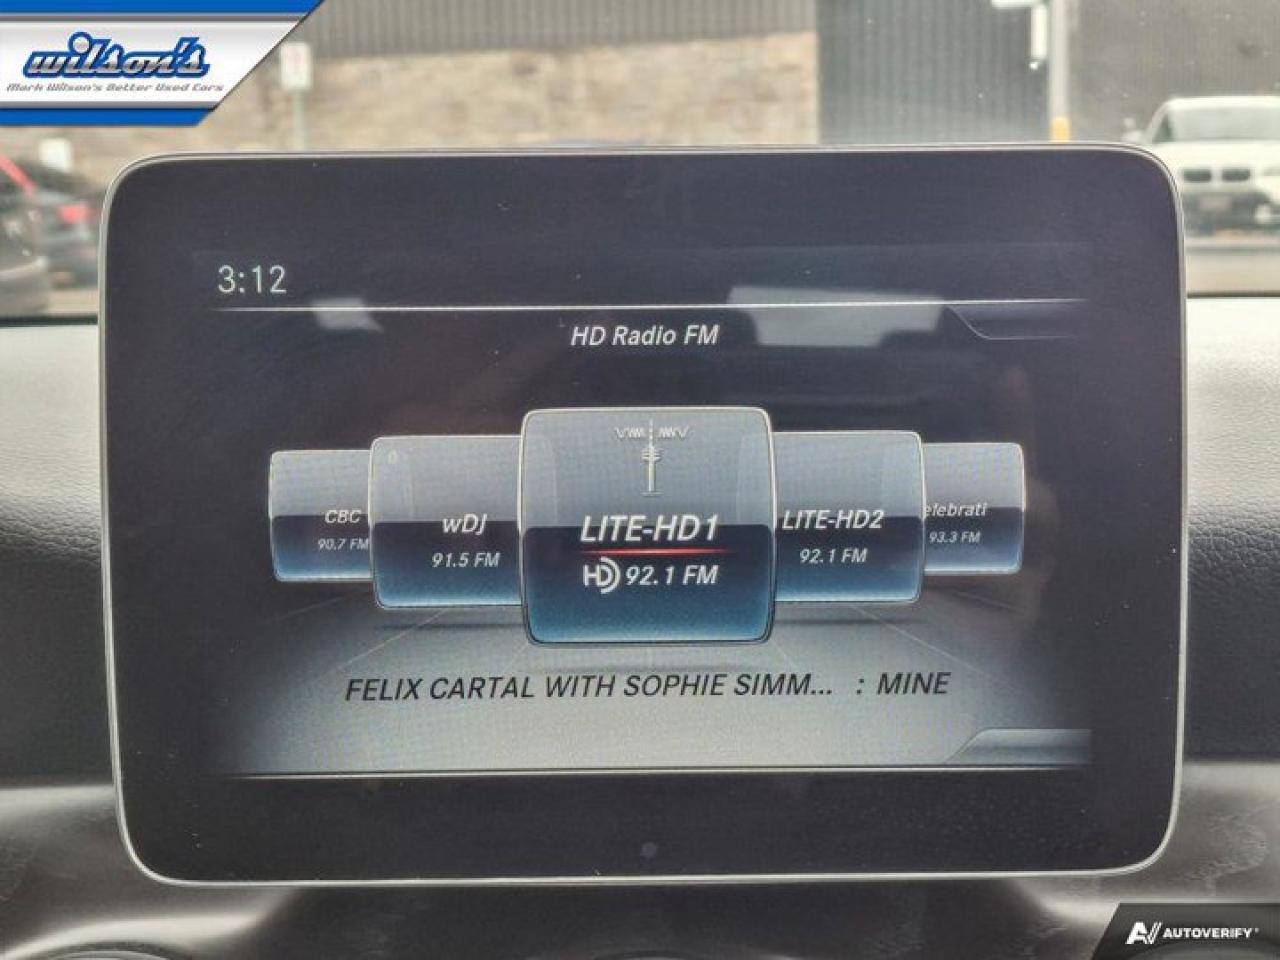 wilson's
Mark Wilson's Better Used Cars
3:12
HD Radio FM
CBC
90.7 FM
wDJ
91.5 FM
LITE-HD1
HD 92.1 FM
LITE-HD2
92.1 FM
elebrati
93.3 FM
FELIX CARTAL WITH SOPHIE SIMM... : MINE
AUTOVERIFY